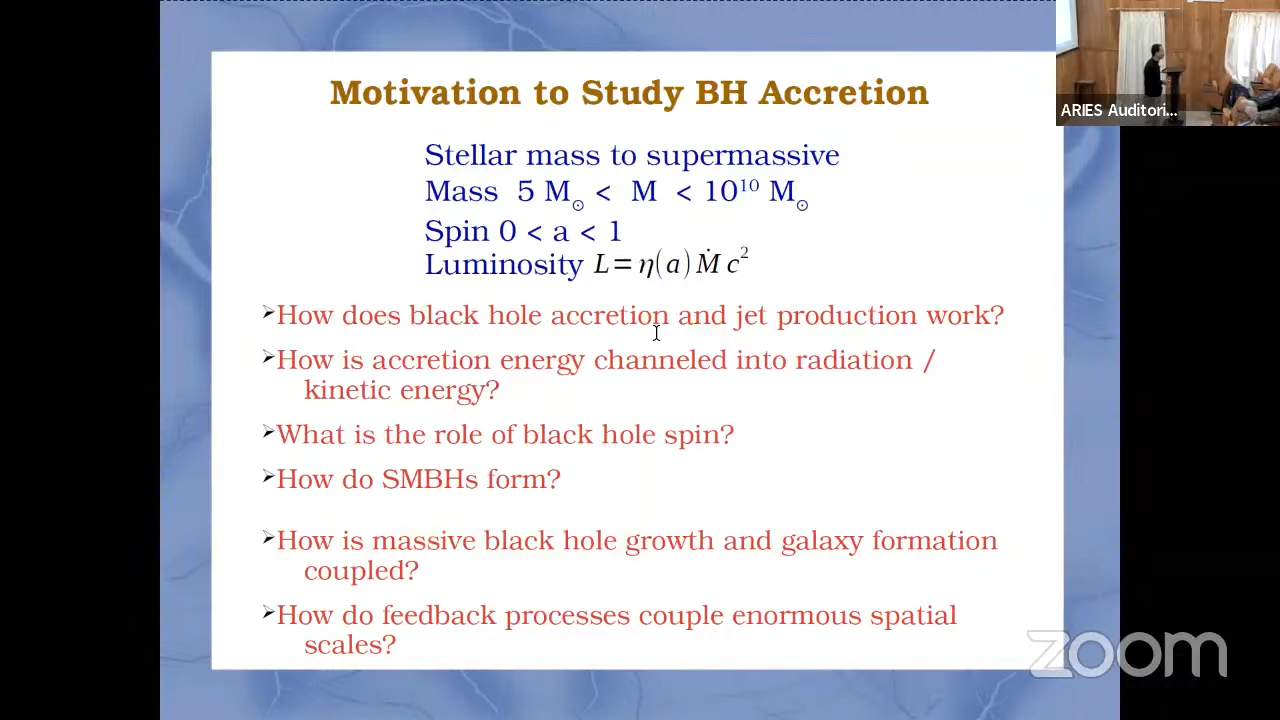 Motivation to Study BH Accretion
Stellar mass to supermassive
Mass 5 M⊙ < M < 10¹⁰ M⊙
Spin 0 < a < 1
Luminosity L=η(a)Ṁ c²
➢How does black hole accretion and jet production work?
➢How is accretion energy channeled into radiation /
kinetic energy?
➢What is the role of black hole spin?
➢How do SMBHs form?
➢How is massive black hole growth and galaxy formation
coupled?
➢How do feedback processes couple enormous spatial
scales?
ARIES Auditori...
zoom